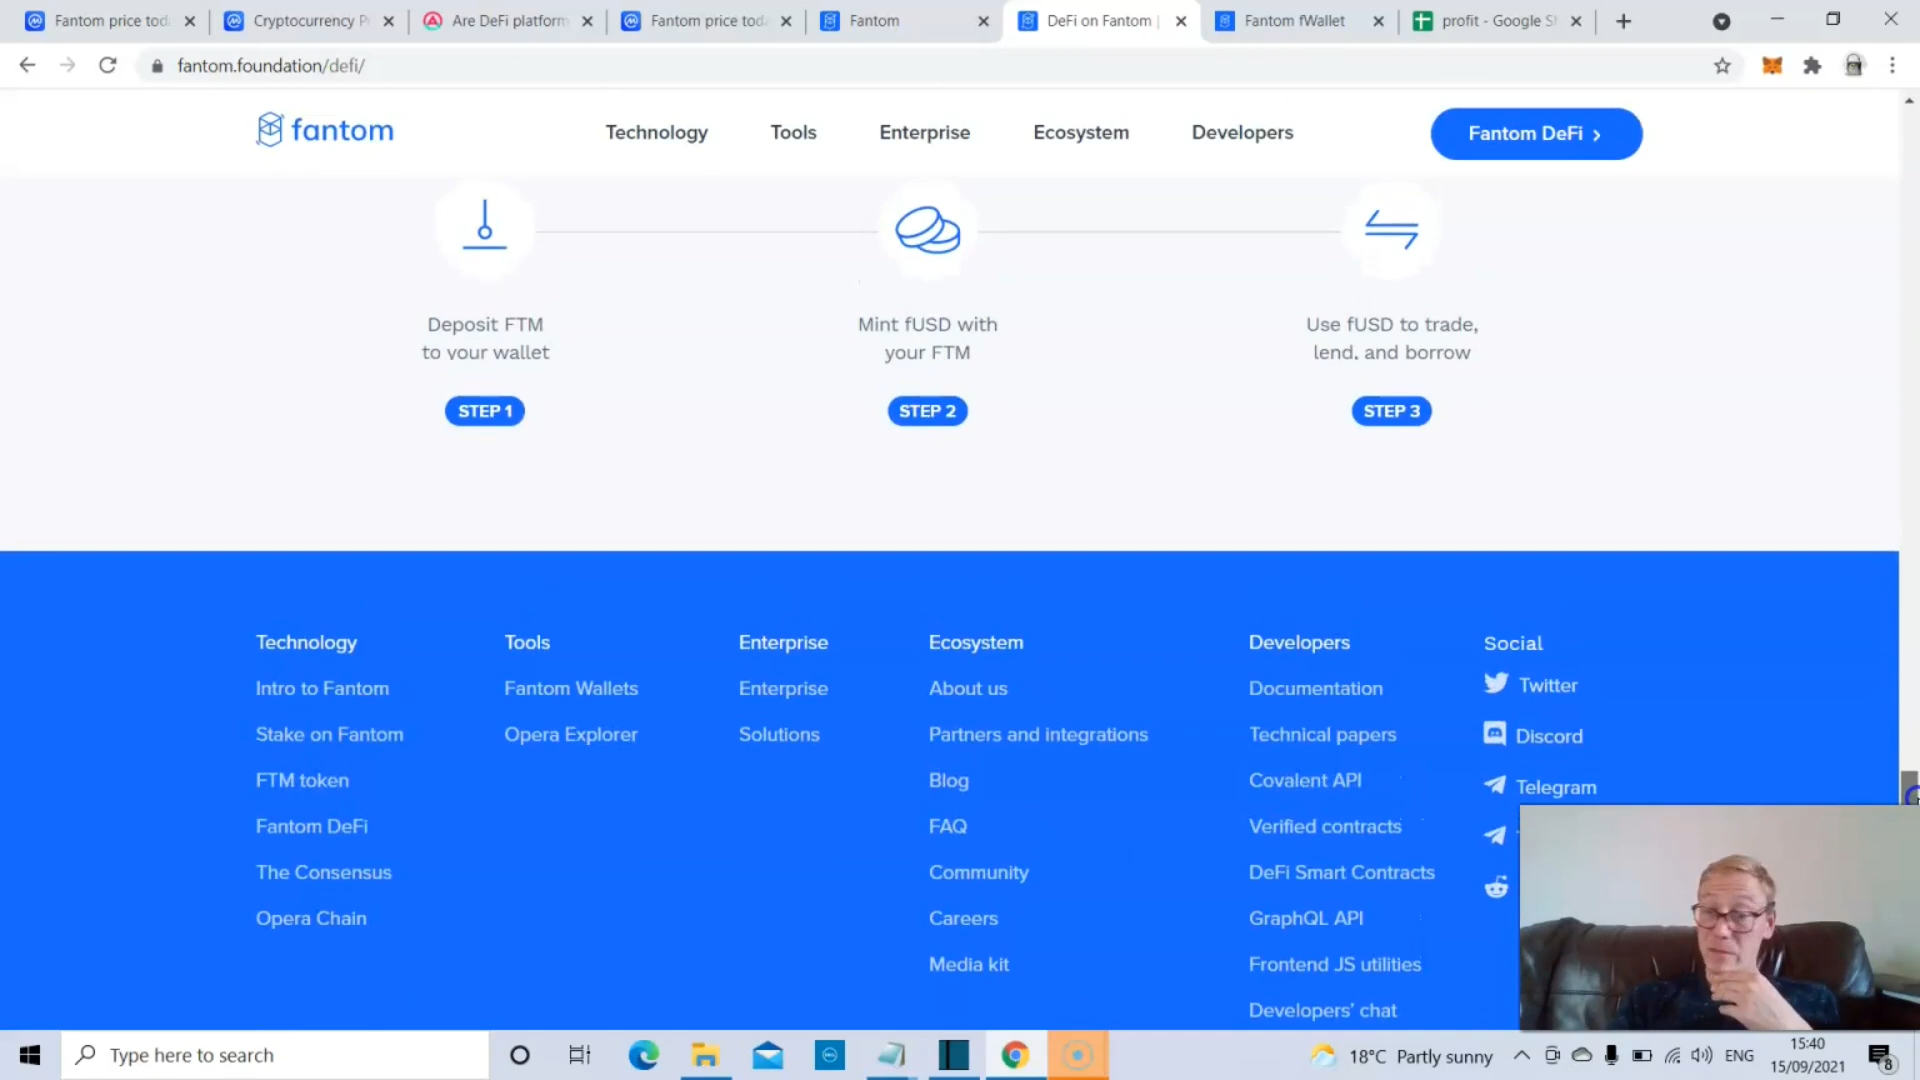 Fantom price tod
Cryptocurrency P
Are DeFi platform
Fantom price tod
Fantom
DeFi on Fantom |
Fantom fWallet
profit - Google Sh
fantom.foundation/defi/
fantom
Technology
Tools
Enterprise
Ecosystem
Developers
Fantom DeFi
Deposit FTM
to your wallet
STEP 1
Mint fUSD with
your FTM
STEP 2
Use fUSD to trade,
lend, and borrow
STEP 3
Technology
Intro to Fantom
Stake on Fantom
FTM token
Fantom DeFi
The Consensus
Opera Chain
Tools
Fantom Wallets
Opera Explorer
Enterprise
Enterprise
Solutions
Ecosystem
About us
Partners and integrations
Blog
FAQ
Community
Careers
Media kit
Developers
Documentation
Technical papers
Covalent API
Verified contracts
DeFi Smart Contracts
GraphQL API
Frontend JS utilities
Developers' chat
Social
Twitter
Discord
Telegram
Type here to search
18°C Partly sunny
ENG
15:40
15/09/2021
8